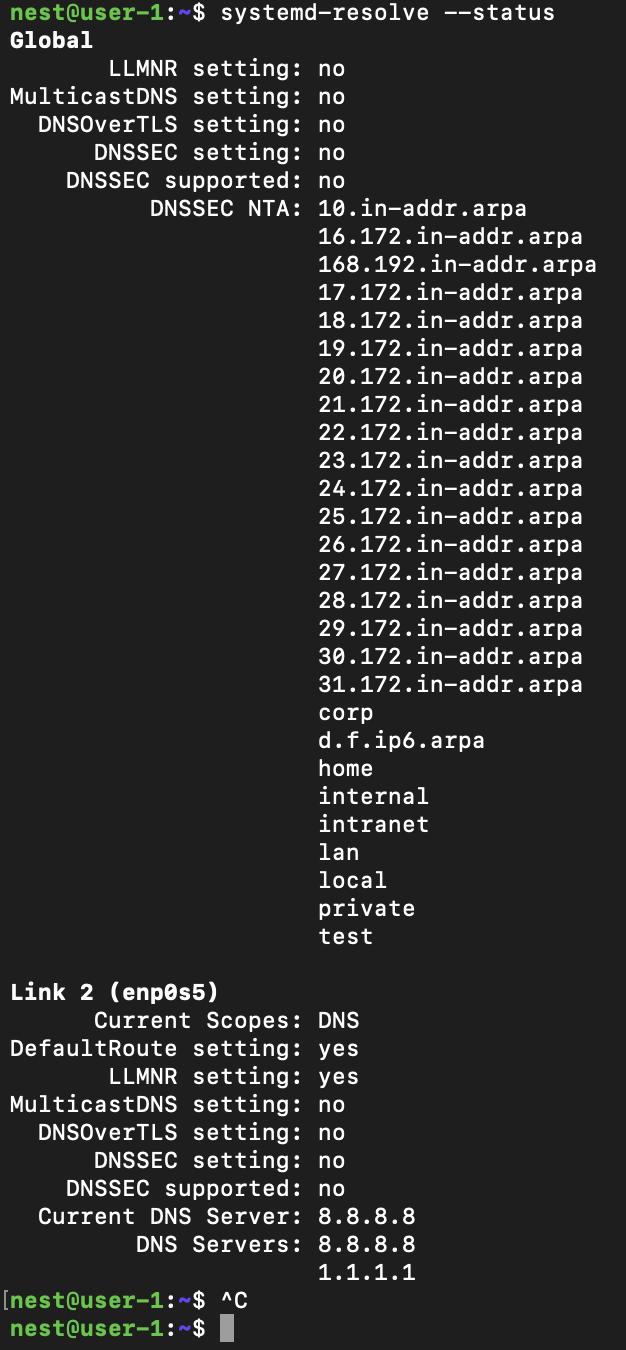 nest@user-1:~$ systemd-resolve --status
Global
LLMNR setting: no
MulticastDNS setting: no
DNSOverTLS setting: no
DNSSEC setting: no
DNSSEC supported: no
DNSSEC NTA: 10.in-addr.arpa
16.172.in-addr.arpa
168.192.in-addr.arpa
17.172.in-addr.arpa
18.172.in-addr.arpa
19.172.in-addr.arpa
20.172.in-addr.arpa
21.172.in-addr.arpa
22.172.in-addr.arpa
23.172.in-addr.arpa
24.172.in-addr.arpa
25.172.in-addr.arpa
26.172.in-addr.arpa
27.172.in-addr.arpa
28.172.in-addr.arpa
29.172.in-addr.arpa
30.172.in-addr.arpa
31.172.in-addr.arpa
corp
d.f.ip6.arpa
home
internal
intranet
lan
local
private
test
Link 2 (enp0s5)
Current Scopes: DNS
DefaultRoute setting: yes
LLMNR setting: yes
MulticastDNS setting: no
DNSOverTLS setting: no
DNSSEC setting: no
DNSSEC supported: no
Current DNS Server: 8.8.8.8
DNS Servers: 8.8.8.8
1.1.1.1
[nest@user-1:~$ ^C
nest@user-1:~$